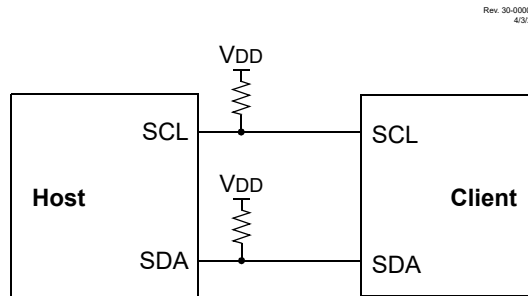 Rev. 30-0000
4/3/
VDD
SCL
SCL
Host
VDD
Client
SDA
SDA